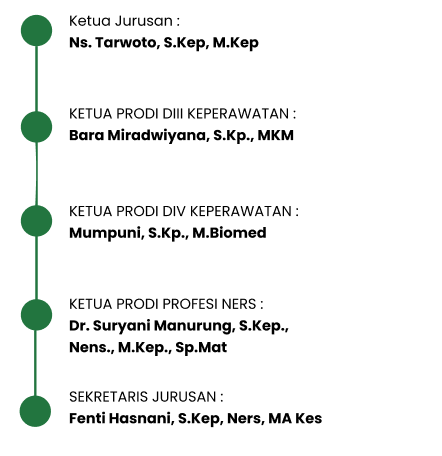 Ketua Jurusan :
Ns. Tarwoto, S.Kep, M.Kep
KETUA PRODI DIII KEPERAWATAN :
Bara Miradwiyana, S.Kp., MKM
KETUA PRODI DIV KEPERAWATAN :
Mumpuni, S.Kp., M.Biomed
KETUA PRODI PROFESI NERS :
Dr. Suryani Manurung, S.Kep.,
Nens., M.Kep., Sp.Mat
SEKRETARIS JURUSAN :
Fenti Hasnani, S.Kep, Ners, MA Kes